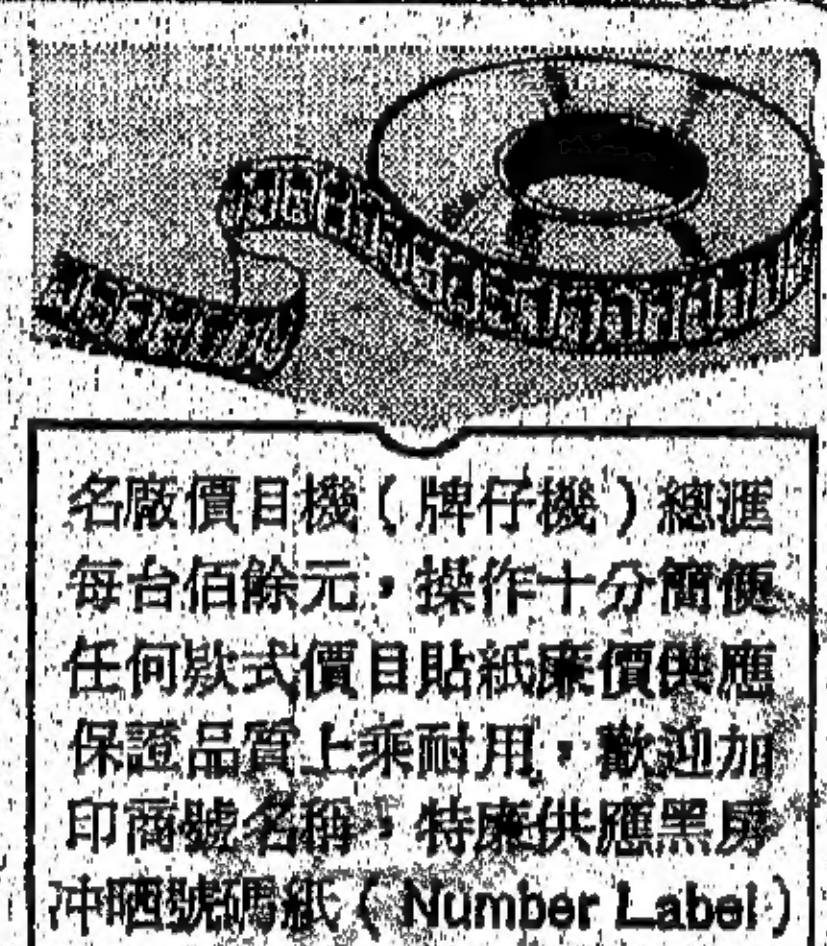 名廠價目機(牌仔機)總滙
每台佰餘元，操作十分簡便
任何欵式價目貼紙廉價供應
保證品質上乘耐用，歡迎加
印商號名稱，特廉供應黑房
冲晒號碼紙(Number Label)